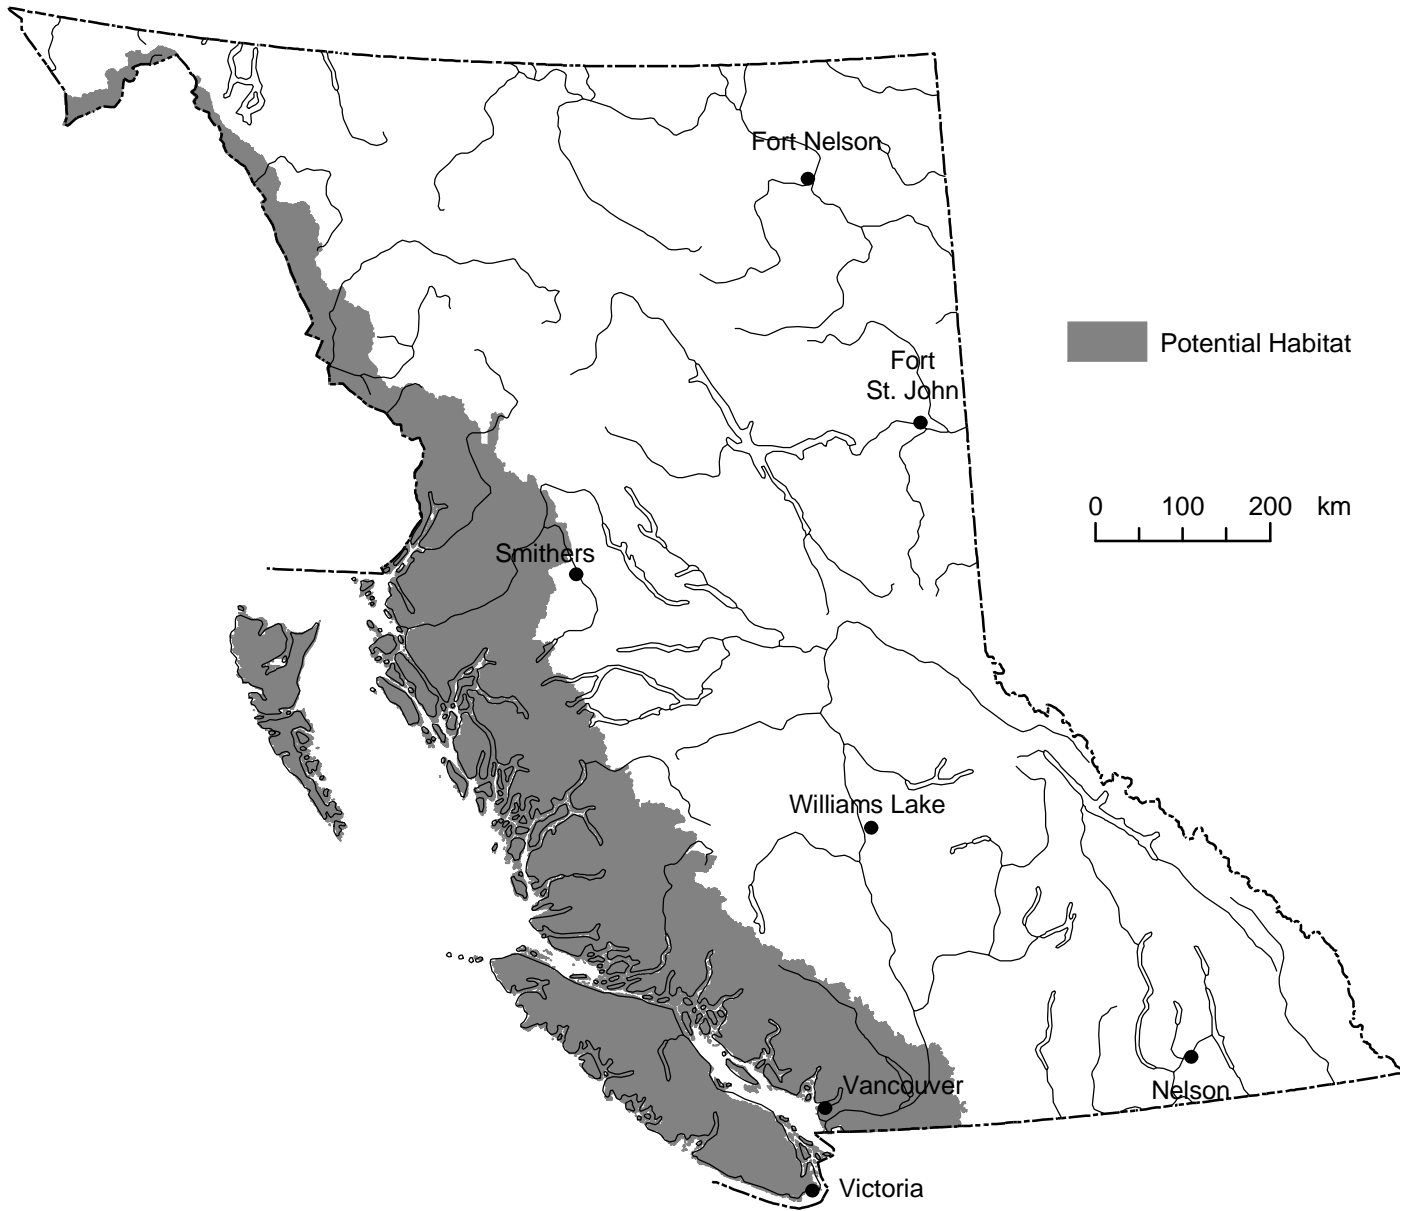 Fort Nelson
Potential Habitat
Fort
St. John
0 100 200 km
Smithers
Williams Lake
Vancouver
Nelson
Victoria